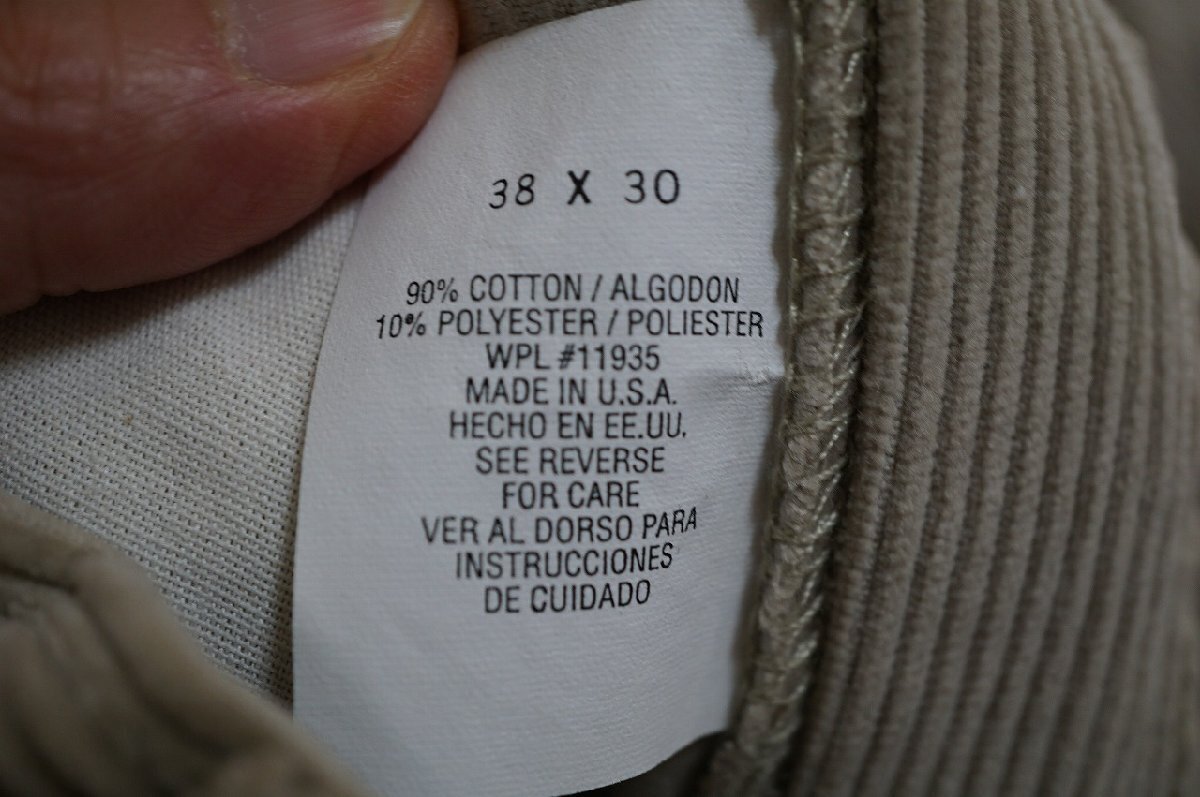 38 X 30
90% COTTON / ALGODON
10% POLYESTER / POLIESTER
WPL #11935
MADE IN U.S.A.
HECHO EN EE.UU.
SEE REVERSE
FOR CARE
VER AL DORSO PARA
INSTRUCCIONES
DE CUIDADO